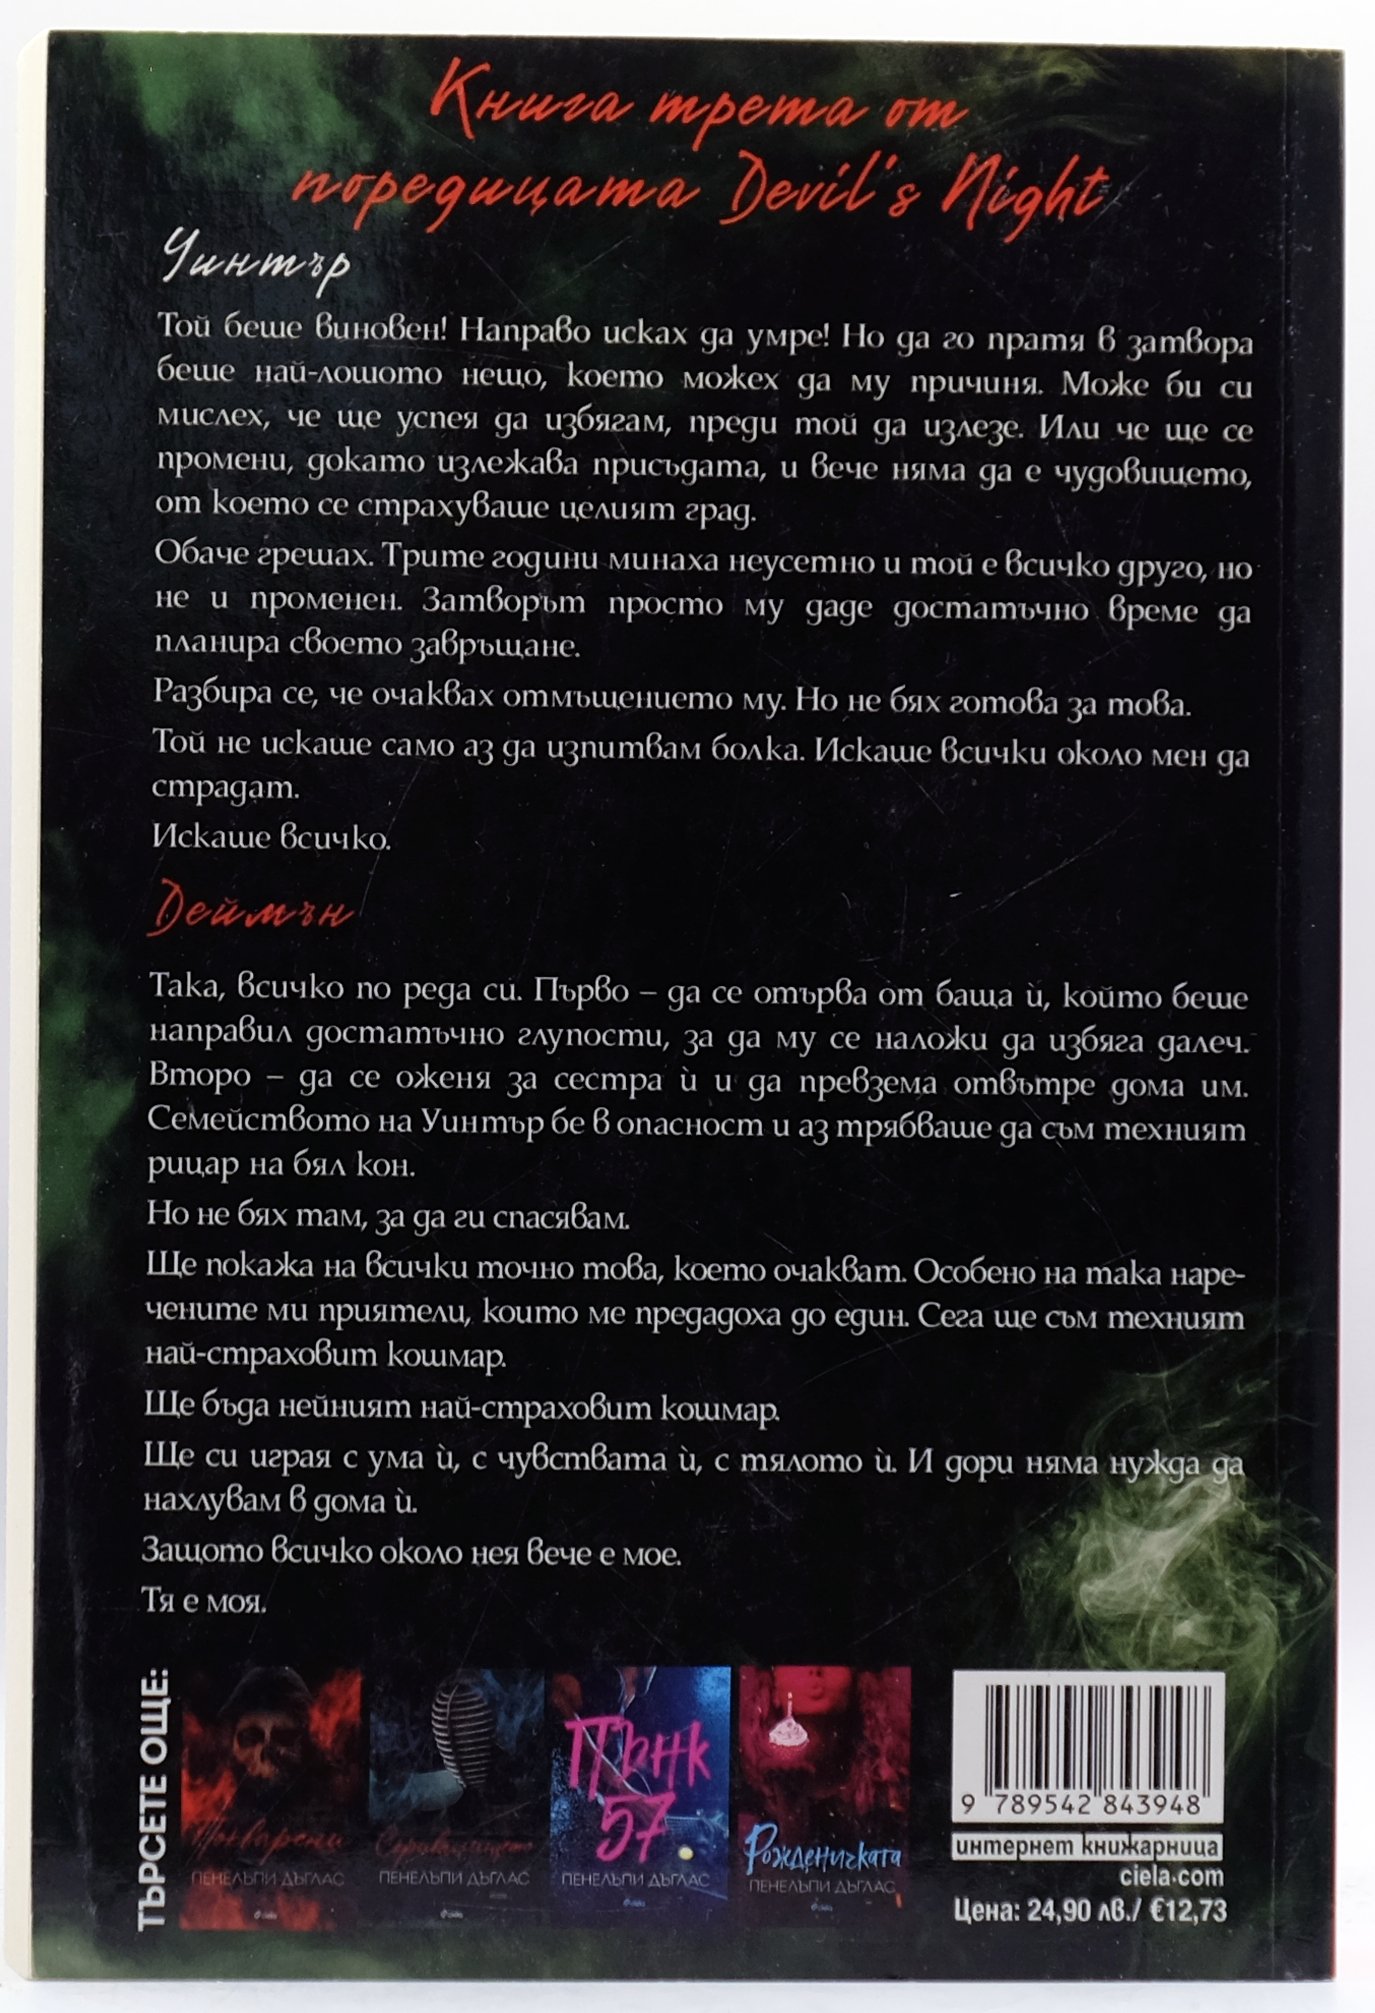 Книга трета от
поредицата Devil's Night
Уинтър
Той беше виновен! Направо исках да умре! Но да го пратя в затвора
беше най-лошото нещо, което можех да му причиня. Може би си
мислех, че ще успея да избягам, преди той да излезе. Или че ще се
промени, докато излежава присъдата, и вече няма да е чудовището,
от което се страхуваше целият град.
Обаче грешах. Трите години минаха неусетно и той е всичко друго, но
не и променен. Затворът просто му даде достатъчно време да
планира своето завръщане.
Разбира се, че очаквах отмъщението му. Но не бях готова за това.
Той не искаше само аз да изпитвам болка. Искаше всички около мен да
страдат.
Искаше всичко.
Деймън
Така, всичко по реда си. Първо – да се отърва от баща ѝ, който беше
направил достатъчно глупости, за да му се наложи да избяга далеч.
Второ – да се оженя за сестра ѝ и да превзема отвътре дома им.
Семейството на Уинтър бе в опасност и аз трябваше да съм техният
рицар на бял кон.
Но не бях там, за да ги спасявам.
Ще покажа на всички точно това, което очакват. Особено на така наре-
чените ми приятели, които ме предадоха до един. Сега ще съм техният
най-страховит кошмар.
Ще бъда нейният най-страховит кошмар.
Ще си играя с ума ѝ, с чувствата ѝ, с тялото ѝ. И дори няма нужда да
нахлувам в дома ѝ.
Защото всичко около нея вече е мое.
Тя е моя.
ТЪРСЕТЕ ОЩЕ:
Покварени
ПЕНЕЛЪПИ ДЪГЛАС
Скривалището
ПЕНЕЛЪПИ ДЪГЛАС
Пънк
57
ПЕНЕЛЪПИ ДЪГЛАС
Рожденичката
ПЕНЕЛЪПИ ДЪГЛАС
9 789542 843948
интернет книжарница
ciela.com
Цена: 24,90 лв./ €12,73